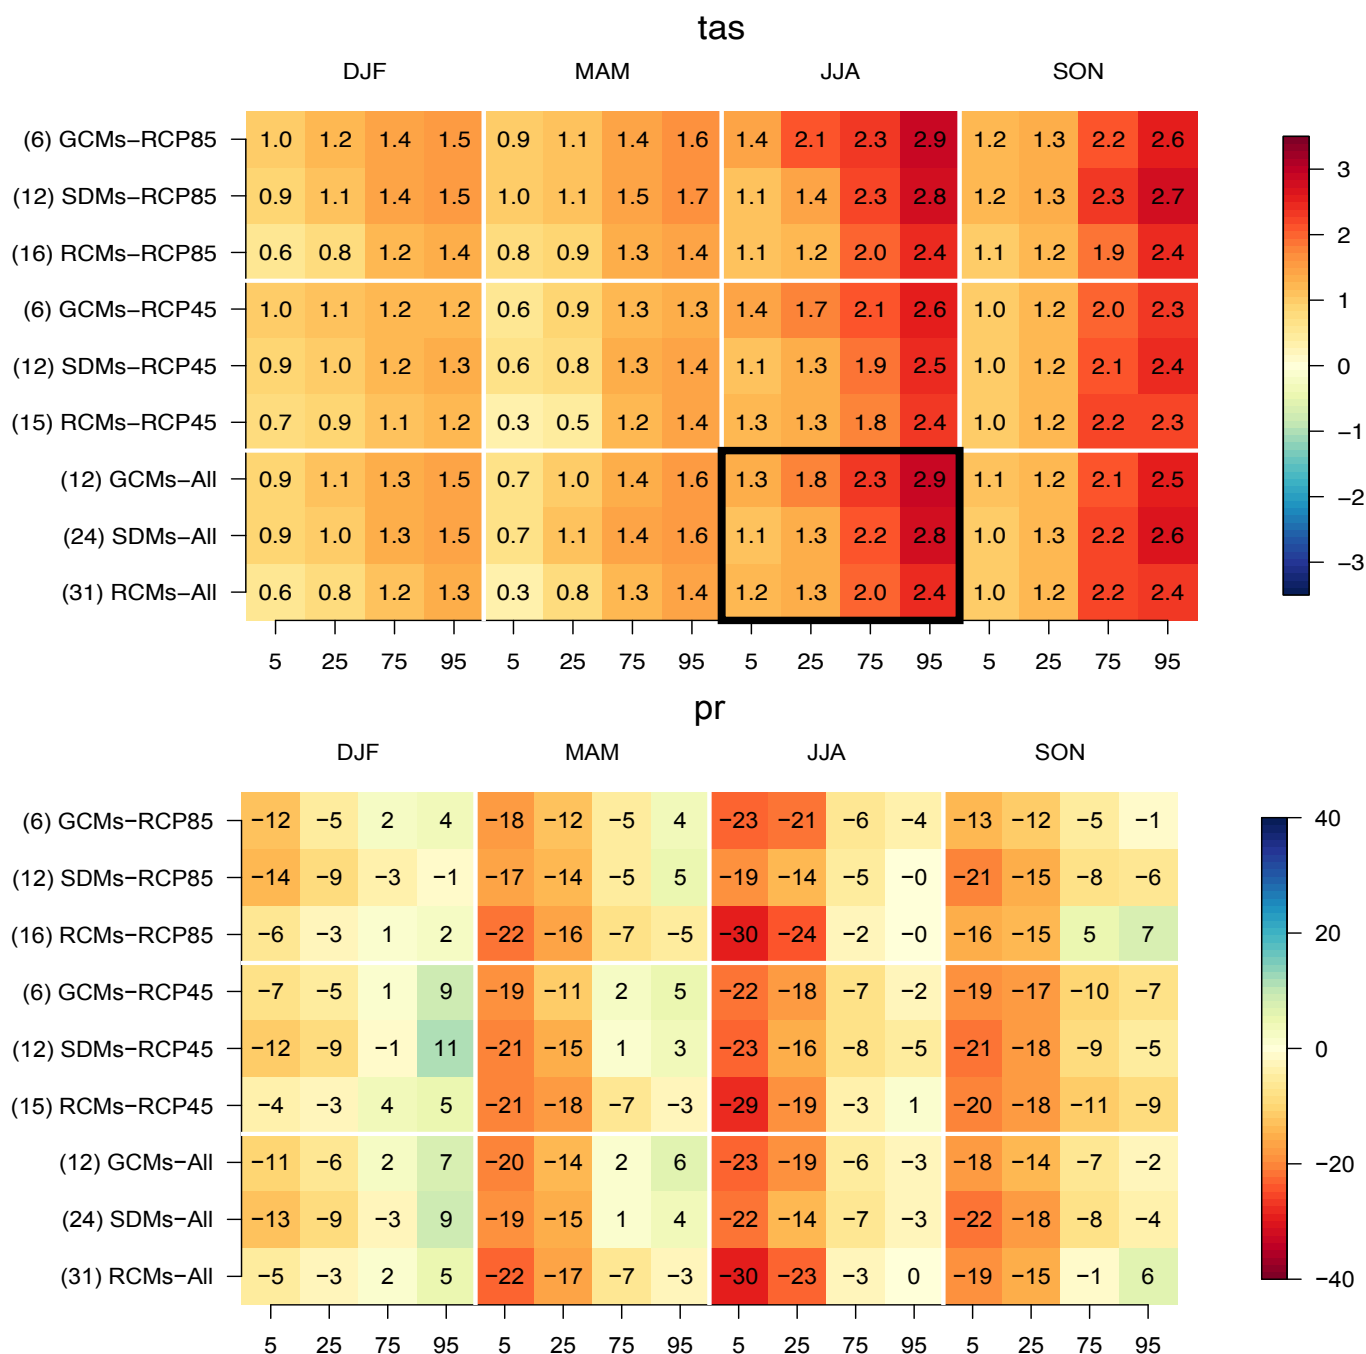 tas
DJF MAM JJA SON
(6) GCMs−RCP85 1.0 1.2 1.4 1.5 0.9 1.1 1.4 1.6 1.4 2.1 2.3 2.9 1.2 1.3 2.2 2.6
(12) SDMs−RCP85 0.9 1.1 1.4 1.5 1.0 1.1 1.5 1.7 1.1 1.4 2.3 2.8 1.2 1.3 2.3 2.7
(16) RCMs−RCP85 0.6 0.8 1.2 1.4 0.8 0.9 1.3 1.4 1.1 1.2 2.0 2.4 1.1 1.2 1.9 2.4
(6) GCMs−RCP45 1.0 1.1 1.2 1.2 0.6 0.9 1.3 1.3 1.4 1.7 2.1 2.6 1.0 1.2 2.0 2.3
(12) SDMs−RCP45 0.9 1.0 1.2 1.3 0.6 0.8 1.3 1.4 1.1 1.3 1.9 2.5 1.0 1.2 2.1 2.4
(15) RCMs−RCP45 0.7 0.9 1.1 1.2 0.3 0.5 1.2 1.4 1.3 1.3 1.8 2.4 1.0 1.2 2.2 2.3
(12) GCMs−All 0.9 1.1 1.3 1.5 0.7 1.0 1.4 1.6 1.3 1.8 2.3 2.9 1.1 1.2 2.1 2.5
(24) SDMs−All 0.9 1.0 1.3 1.5 0.7 1.1 1.4 1.6 1.1 1.3 2.2 2.8 1.0 1.3 2.2 2.6
(31) RCMs−All 0.6 0.8 1.2 1.3 0.3 0.8 1.3 1.4 1.2 1.3 2.0 2.4 1.0 1.2 2.2 2.4
5 25 75 95 5 25 75 95 5 25 75 95 5 25 75 95
3
2
1
0
−1
−2
−3
pr
DJF MAM JJA SON
(6) GCMs−RCP85 −12 −5 2 4 −18 −12 −5 4 −23 −21 −6 −4 −13 −12 −5 −1
(12) SDMs−RCP85 −14 −9 −3 −1 −17 −14 −5 5 −19 −14 −5 −0 −21 −15 −8 −6
(16) RCMs−RCP85 −6 −3 1 2 −22 −16 −7 −5 −30 −24 −2 −0 −16 −15 5 7
(6) GCMs−RCP45 −7 −5 1 9 −19 −11 2 5 −22 −18 −7 −2 −19 −17 −10 −7
(12) SDMs−RCP45 −12 −9 −1 11 −21 −15 1 3 −23 −16 −8 −5 −21 −18 −9 −5
(15) RCMs−RCP45 −4 −3 4 5 −21 −18 −7 −3 −29 −19 −3 1 −20 −18 −11 −9
(12) GCMs−All −11 −6 2 7 −20 −14 2 6 −23 −19 −6 −3 −18 −14 −7 −2
(24) SDMs−All −13 −9 −3 9 −19 −15 1 4 −22 −14 −7 −3 −22 −18 −8 −4
(31) RCMs−All −5 −3 2 5 −22 −17 −7 −3 −30 −23 −3 0 −19 −15 −1 6
5 25 75 95 5 25 75 95 5 25 75 95 5 25 75 95
40
20
0
−20
−40